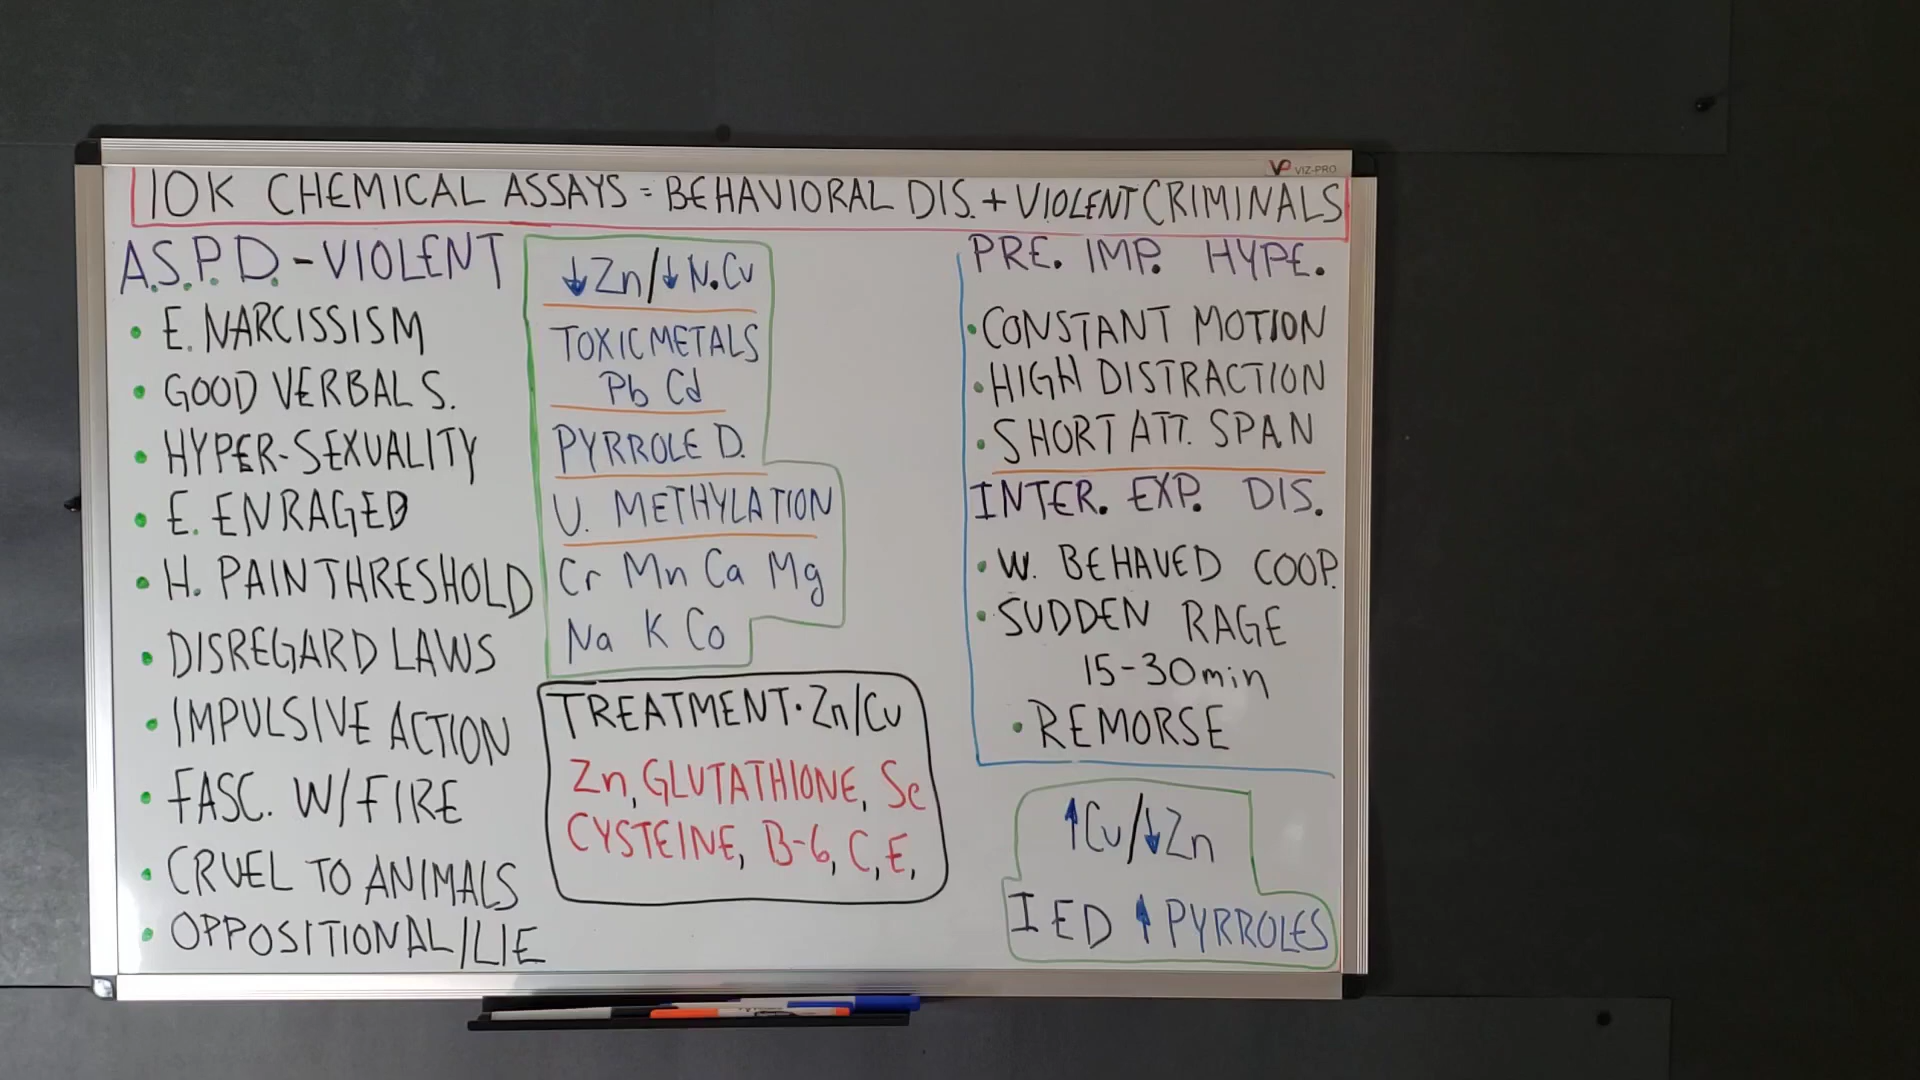 VP VIZ-PRO
10K CHEMICAL ASSAYS = BEHAVIORAL DIS. + VIOLENT CRIMINALS
A.S.P.D. - VIOLENT
• E. NARCISSISM
• GOOD VERBAL S.
• HYPER-SEXUALITY
• E. ENRAGED
• H. PAIN THRESHOLD
• DISREGARD LAWS
• IMPULSIVE ACTION
• FASC. W/FIRE
• CRUEL TO ANIMALS
• OPPOSITIONAL/LIE
↓Zn/↓N.Cu
TOXIC METALS
Pb Cd
PYRROLE D.
U. METHYLATION
Cr Mn Ca Mg
Na K Co
TREATMENT • Zn/Cu
Zn, GLUTATHIONE, Se
CYSTEINE, B-6, C, E,
PRE. IMP. HYPE.
• CONSTANT MOTION
• HIGH DISTRACTION
• SHORT ATT. SPAN
INTER. EXP. DIS.
• W. BEHAVED COOP.
• SUDDEN RAGE
15-30min
• REMORSE
↑Cu/↓Zn
IED ↑ PYRROLES